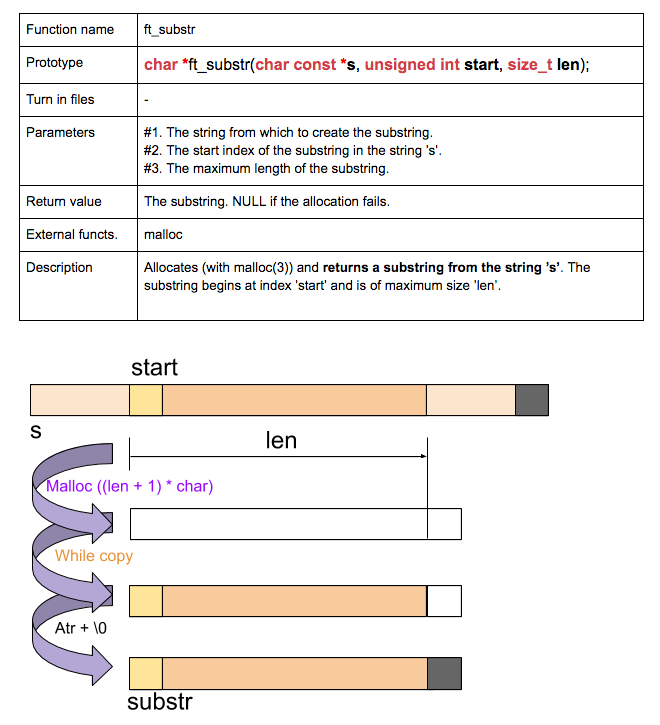 Function name ft_substr
Prototype char *ft_substr(char const *s, unsigned int start, size_t len);
Turn in files -
Parameters #1. The string from which to create the substring.
#2. The start index of the substring in the string 's'.
#3. The maximum length of the substring.
Return value The substring. NULL if the allocation fails.
External functs. malloc
Description Allocates (with malloc(3)) and returns a substring from the string ’s’. The
substring begins at index 'start' and is of maximum size 'len'.
start
s
len
Malloc ((len + 1) * char)
While copy
Atr + \0
substr